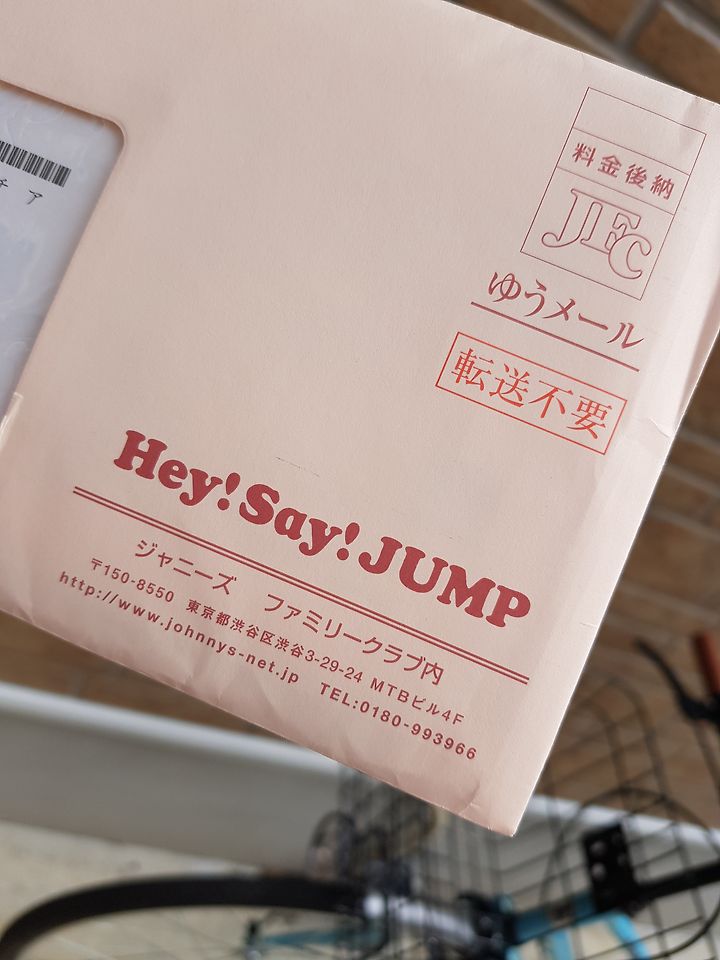 チア
料金後納
JFC
ゆうメール
転送不要
Hey!Say!JUMP
ジャニーズ ファミリークラブ内
〒150-8550 東京都渋谷区渋谷3-29-24 MTBビル4F
http://www.johnnys-net.jp TEL:0180-993966